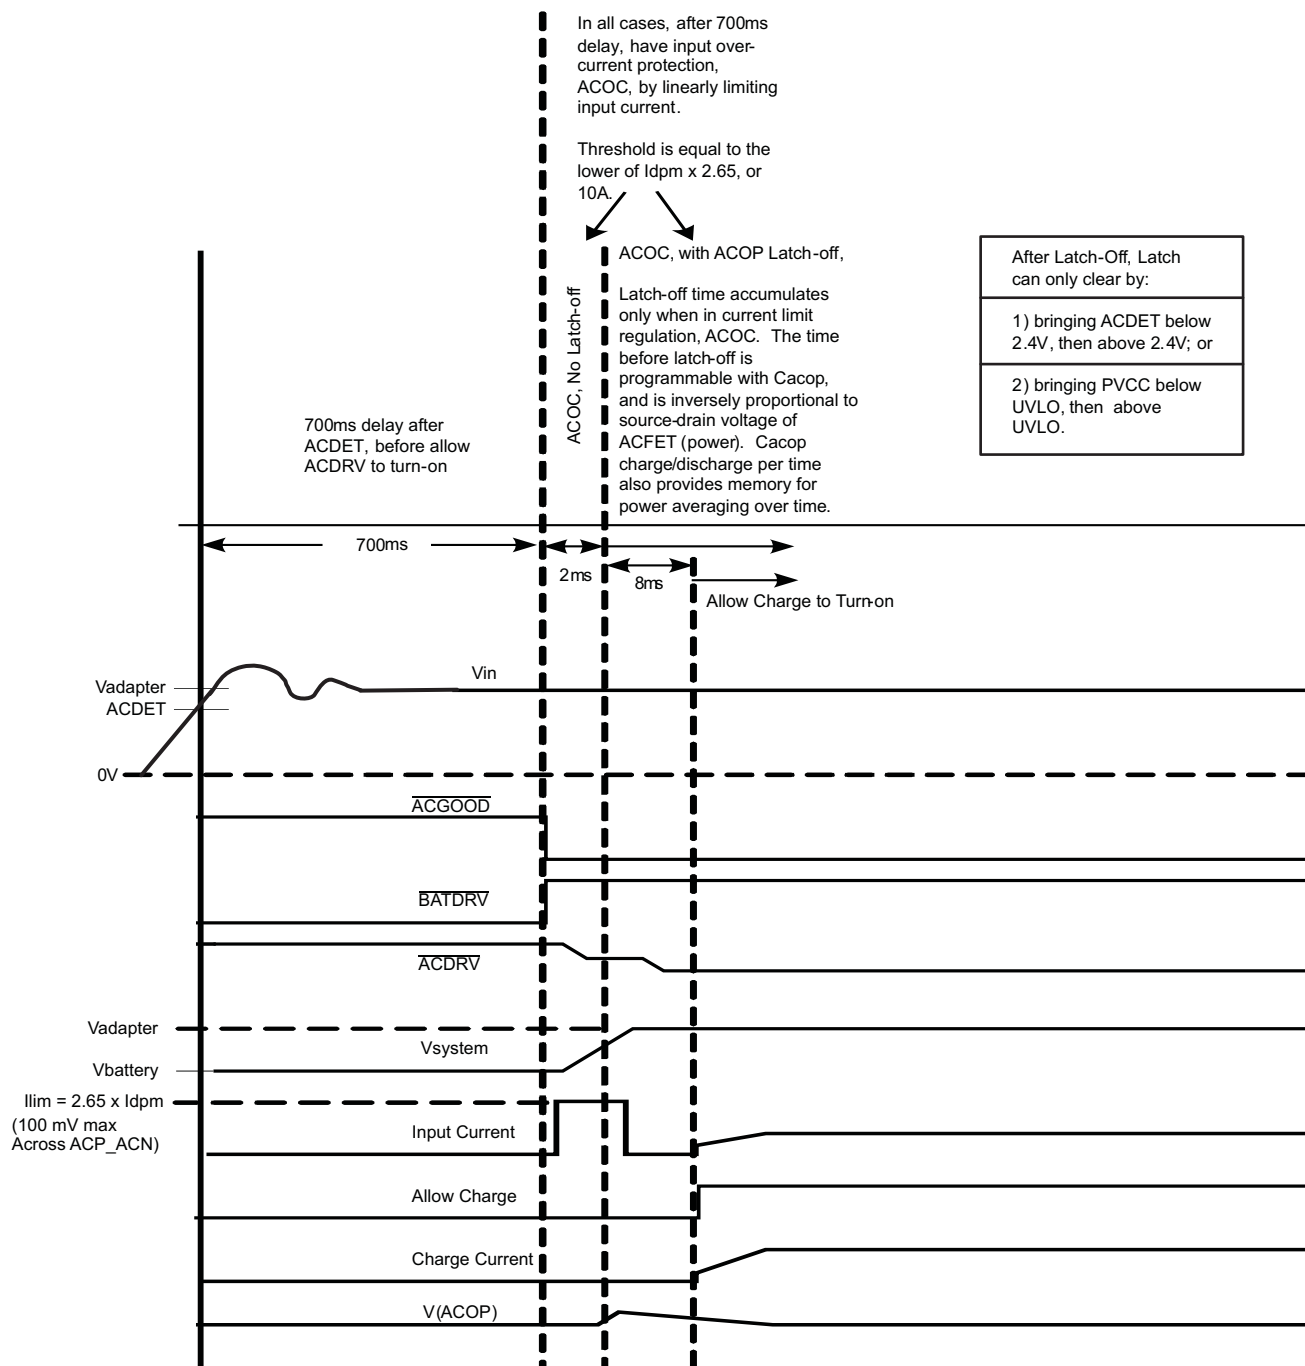 In all cases, after 700ms
delay, have input over-
current protection,
ACOC, by linearly limiting
input current.
Threshold is equal to the
lower of Idpm x 2.65, or
10A.
ACOC, No Latch-off
ACOC, with ACOP Latch-off,
Latch-off time accumulates
only when in current limit
regulation, ACOC. The time
before latch-off is
programmable with Cacop,
and is inversely proportional to
source-drain voltage of
ACFET (power). Cacop
charge/discharge per time
also provides memory for
power averaging over time.
After Latch-Off, Latch
can only clear by:
1) bringing ACDET below
2.4V, then above 2.4V; or
2) bringing PVCC below
UVLO, then above
UVLO.
700ms delay after
ACDET, before allow
ACDRV to turn-on
700ms
2ms
8ms
Allow Charge to Turn-on
Vin
Vadapter
ACDET
0V
ACGOOD
BATDRV
ACDRV
Vadapter
Vsystem
Vbattery
Ilim = 2.65 x Idpm
(100 mV max
Across ACP_ACN)
Input Current
Allow Charge
Charge Current
V(ACOP)